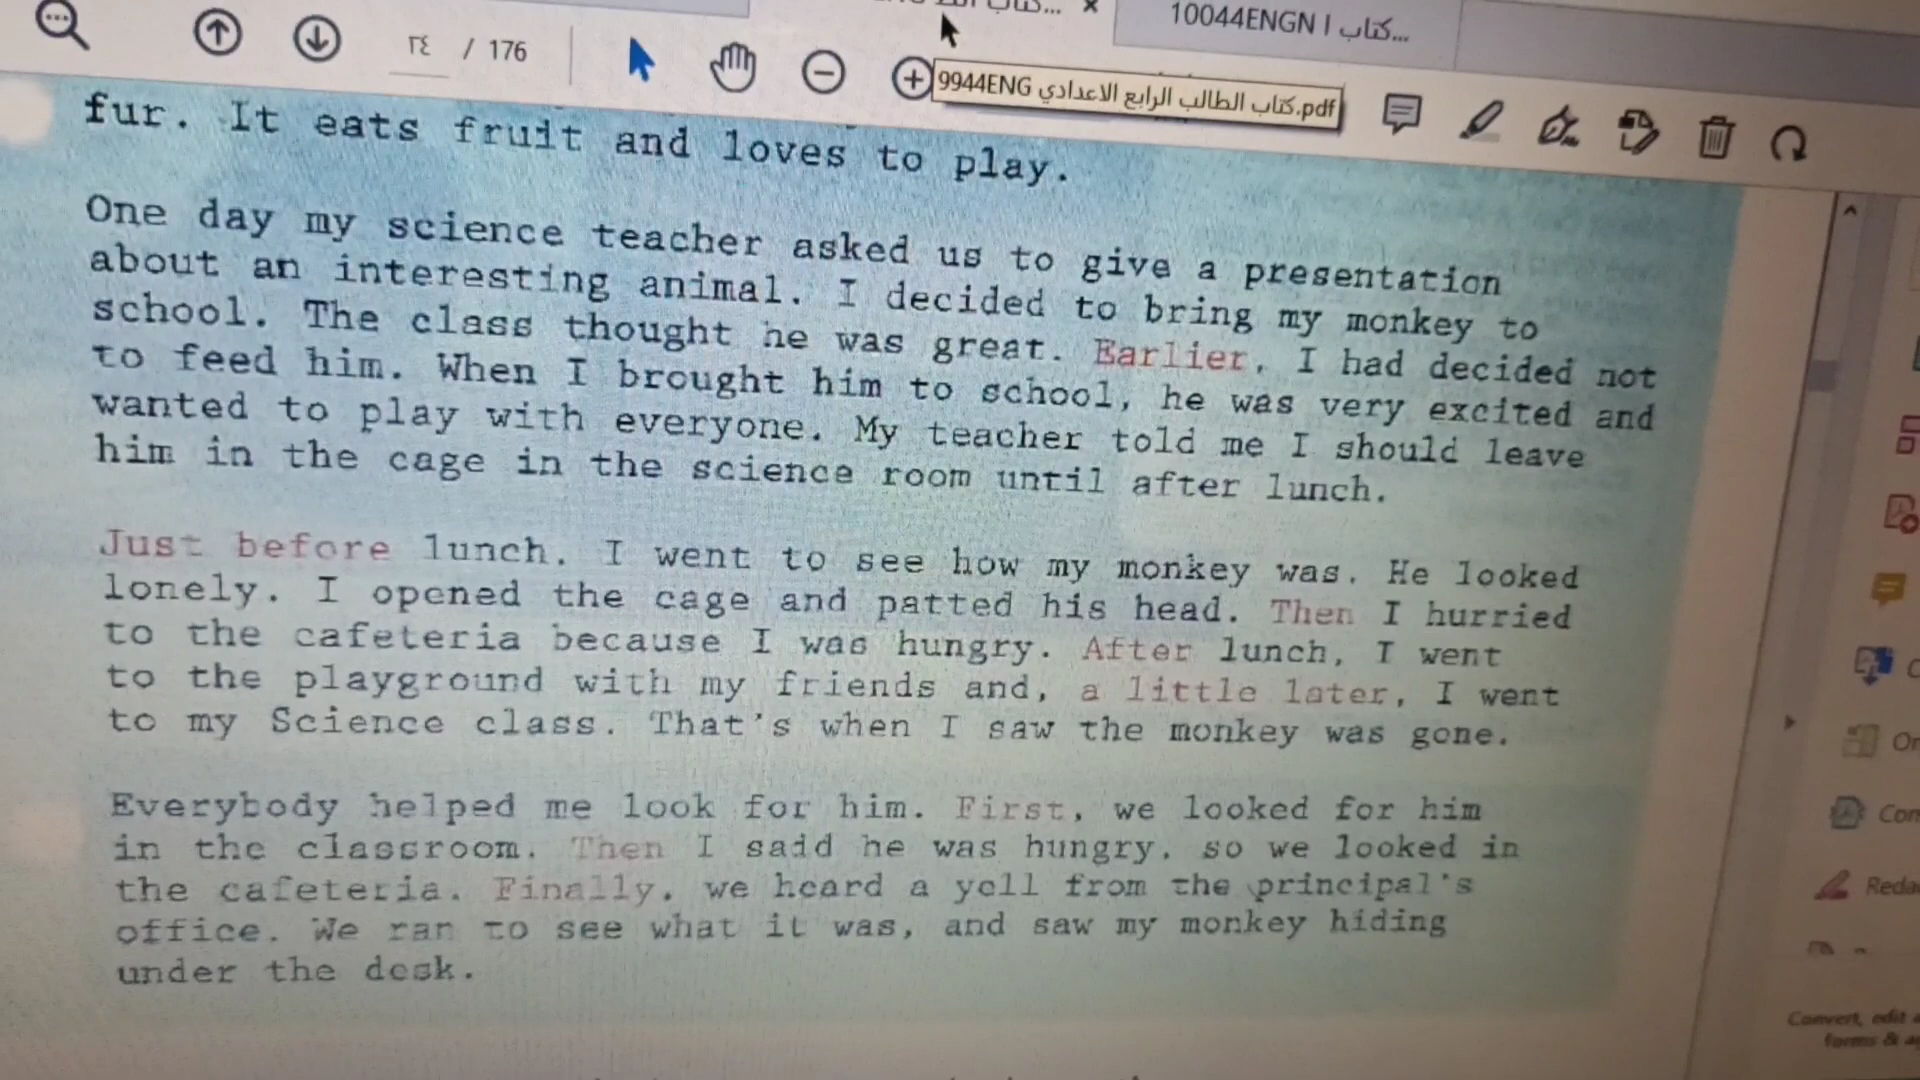 كتاب 10044ENGN I...
٢٤ / 176
9944ENG كتاب الطالب الرابع الاعدادي.pdf
fur. It eats fruit and loves to play.
One day my science teacher asked us to give a presentation
about an interesting animal. I decided to bring my monkey to
school. The class thought he was great. Earlier, I had decided not
to feed him. When I brought him to school, he was very excited and
wanted to play with everyone. My teacher told me I should leave
him in the cage in the science room until after lunch.
Just before lunch, I went to see how my monkey was. He looked
lonely. I opened the cage and patted his head. Then I hurried
to the cafeteria because I was hungry. After lunch, I went
to the playground with my friends and, a little later, I went
to my Science class. That's when I saw the monkey was gone.
Everybody helped me look for him. First, we looked for him
in the classroom. Then I said he was hungry, so we looked in
the cafeteria. Finally, we heard a yell from the principal's
office. We ran to see what it was, and saw my monkey hiding
under the desk.
Convert, edit
forms &